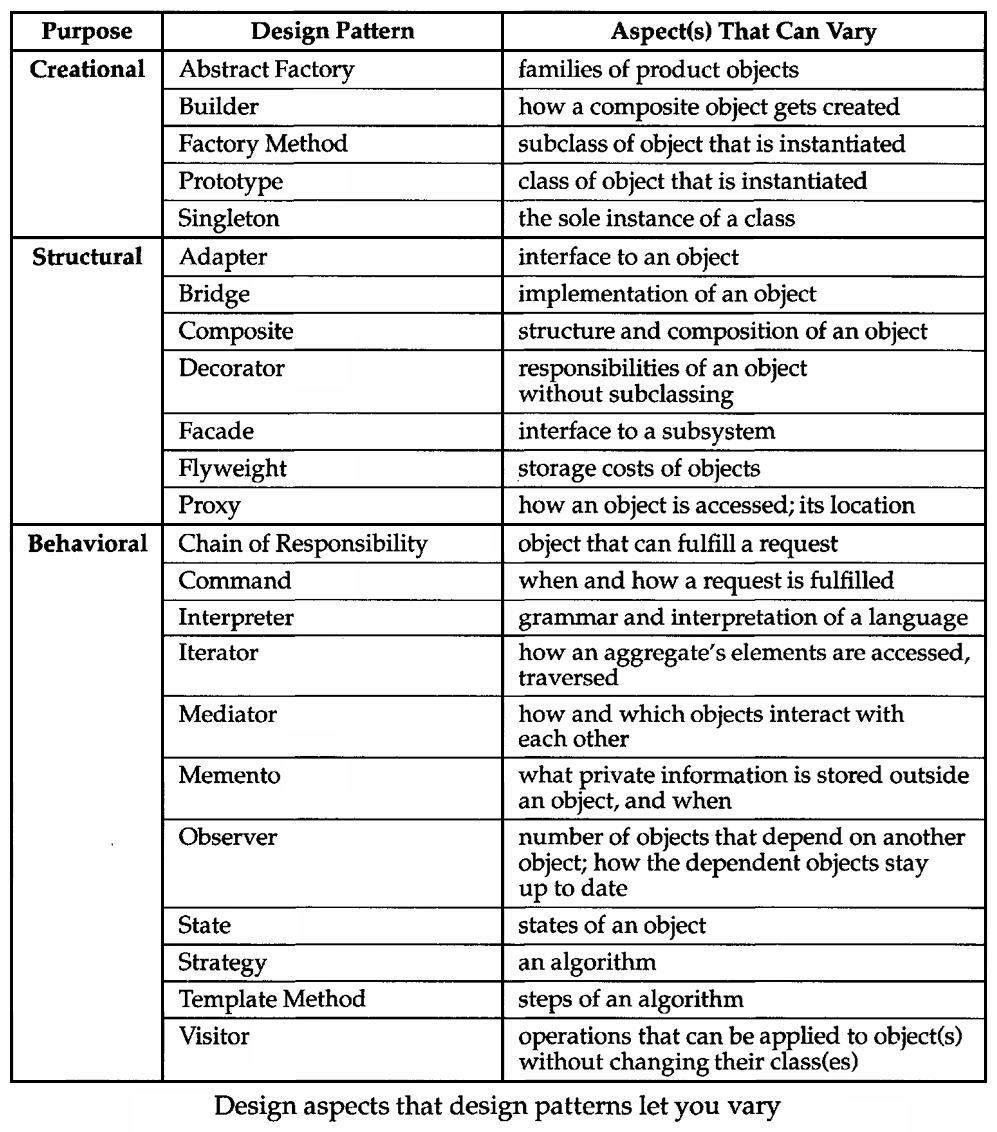 Purpose Design Pattern Aspect(s) That Can Vary
Creational Abstract Factory families of product objects
Builder how a composite object gets created
Factory Method subclass of object that is instantiated
Prototype class of object that is instantiated
Singleton the sole instance of a class
Structural Adapter interface to an object
Bridge implementation of an object
Composite structure and composition of an object
Decorator responsibilities of an object
without subclassing
Facade interface to a subsystem
Flyweight storage costs of objects
Proxy how an object is accessed; its location
Behavioral Chain of Responsibility object that can fulfill a request
Command when and how a request is fulfilled
Interpreter grammar and interpretation of a language
Iterator how an aggregate's elements are accessed,
traversed
Mediator how and which objects interact with
each other
Memento what private information is stored outside
an object, and when
Observer number of objects that depend on another
object; how the dependent objects stay
up to date
State states of an object
Strategy an algorithm
Template Method steps of an algorithm
Visitor operations that can be applied to object(s)
without changing their class(es)
Design aspects that design patterns let you vary